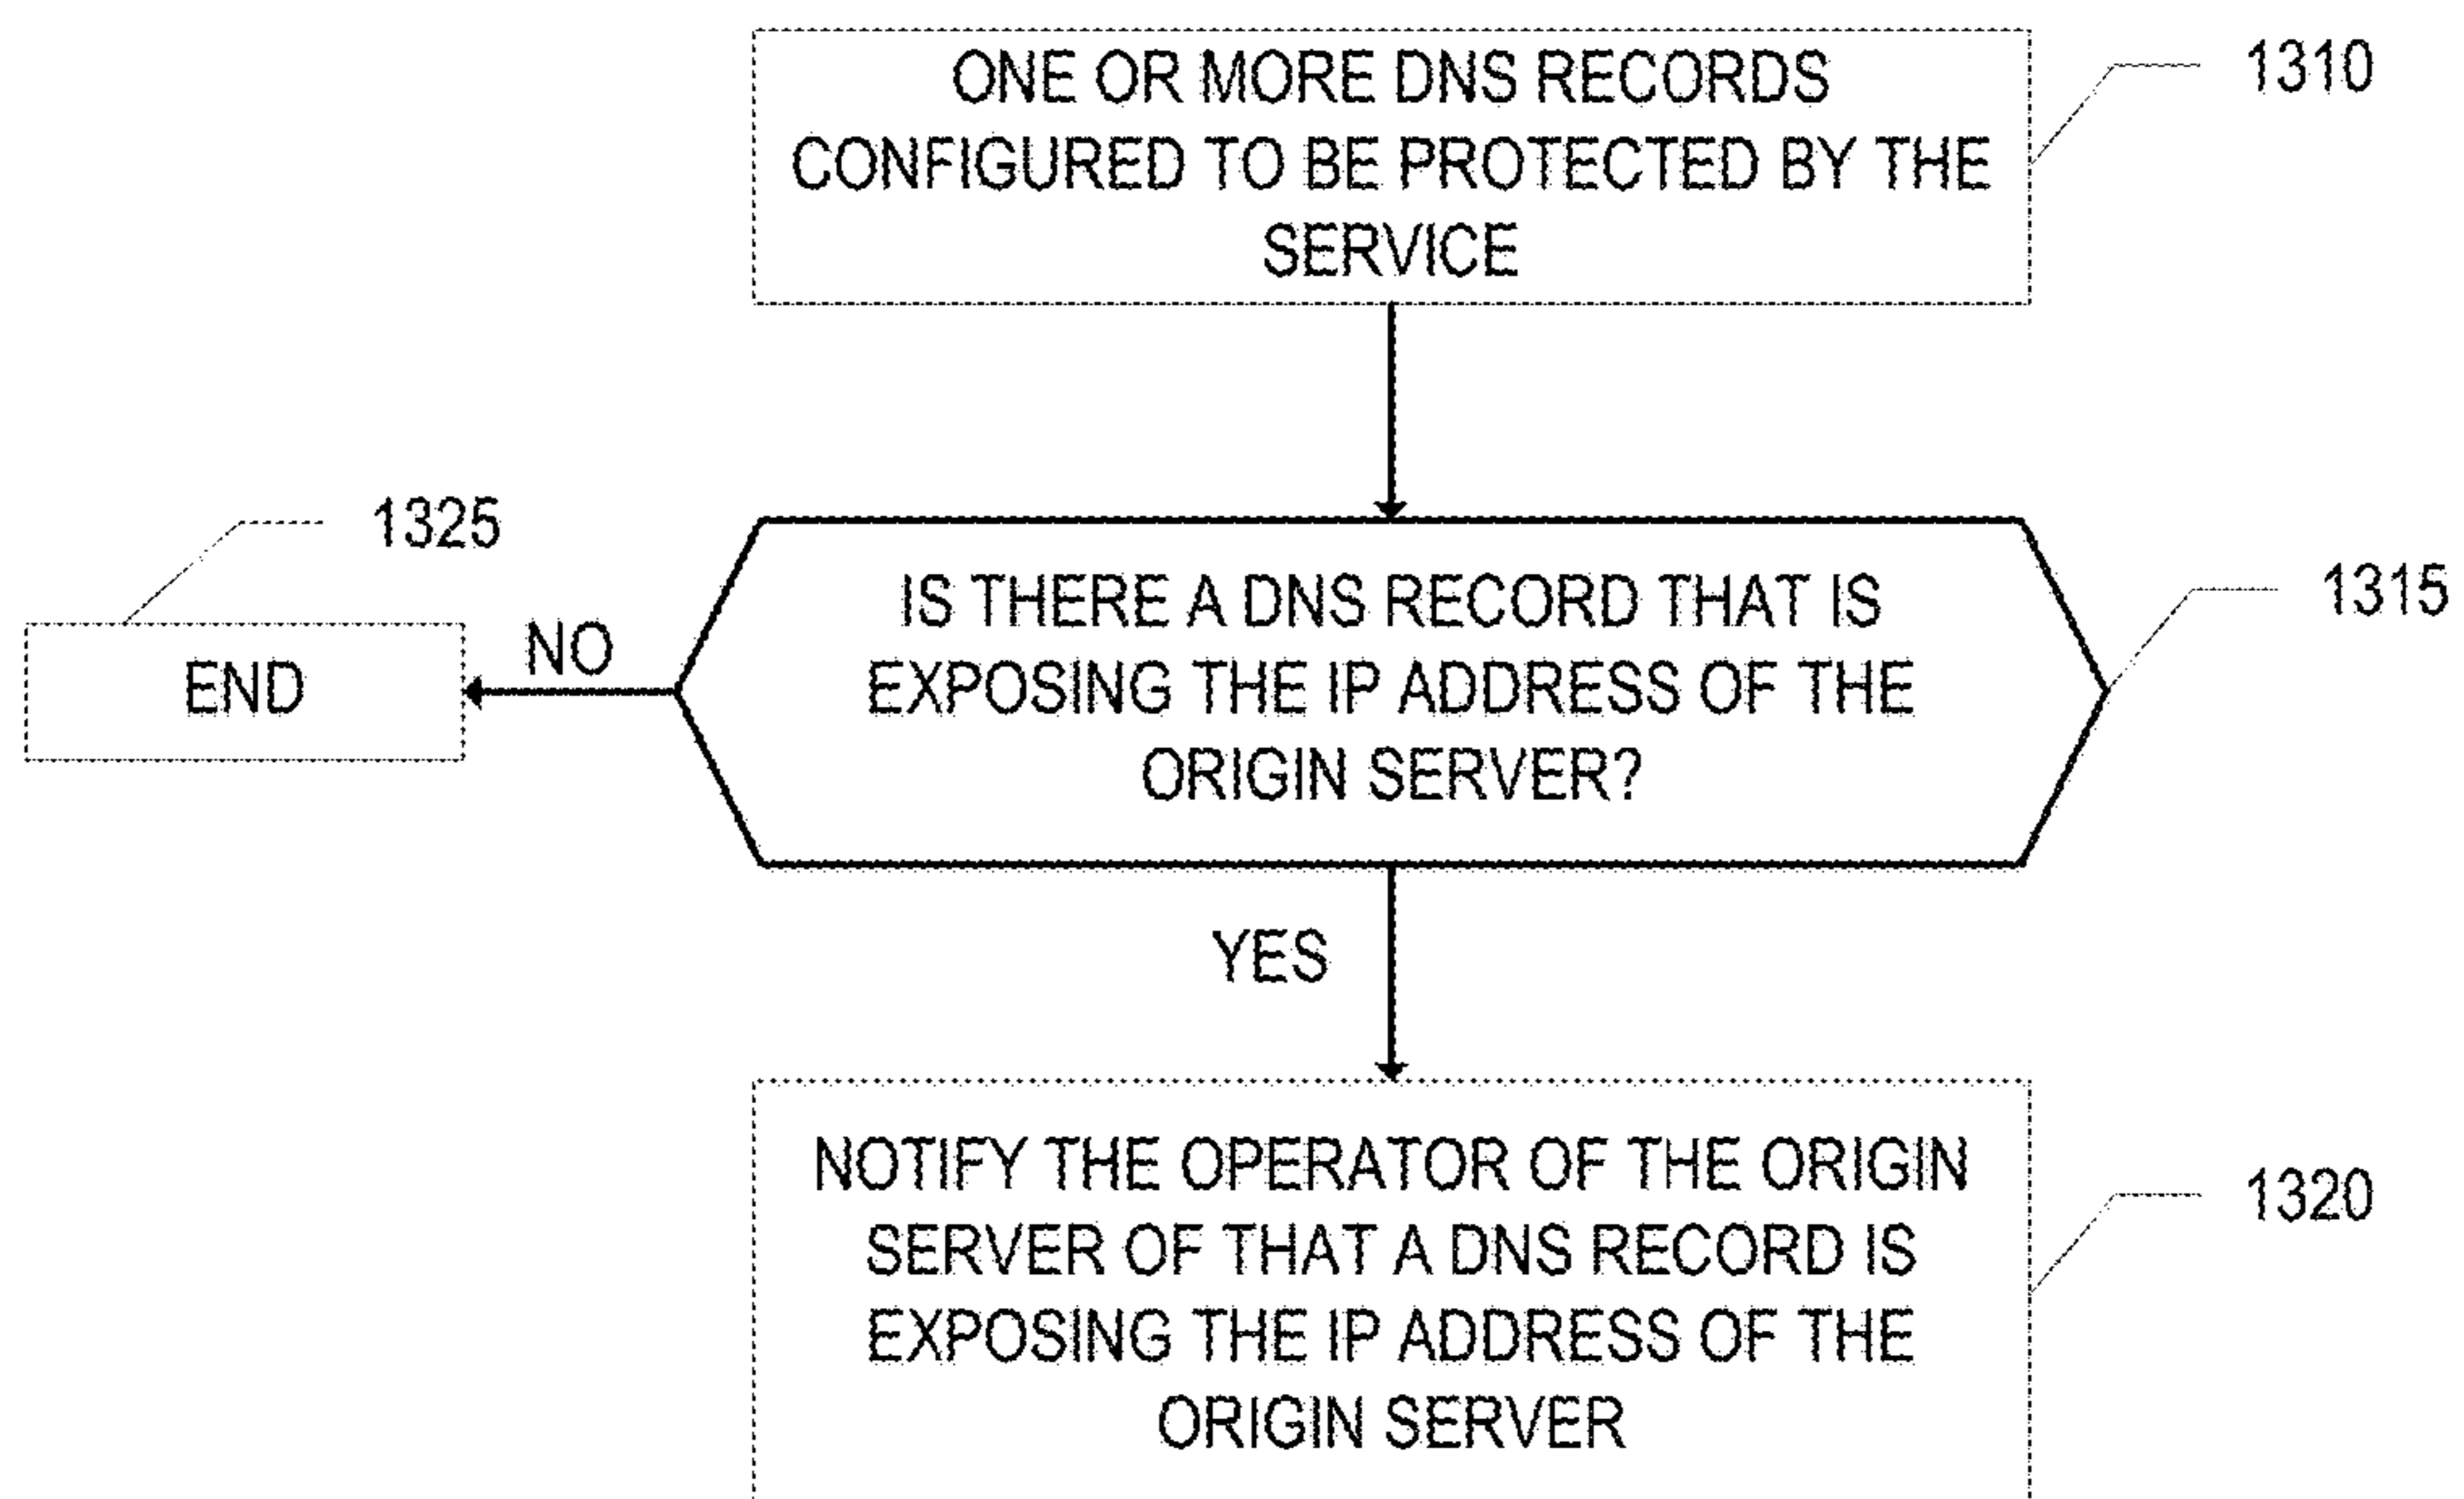 ONE OR MORE DNS RECORDS
CONFIGURED TO BE PROTECTED BY THE
SERVICE
1310
1325
END
NO
IS THERE A DNS RECORD THAT IS
EXPOSING THE IP ADDRESS OF THE
ORIGIN SERVER?
1315
YES
NOTIFY THE OPERATOR OF THE ORIGIN
SERVER OF THAT A DNS RECORD IS
EXPOSING THE IP ADDRESS OF THE
ORIGIN SERVER
1320